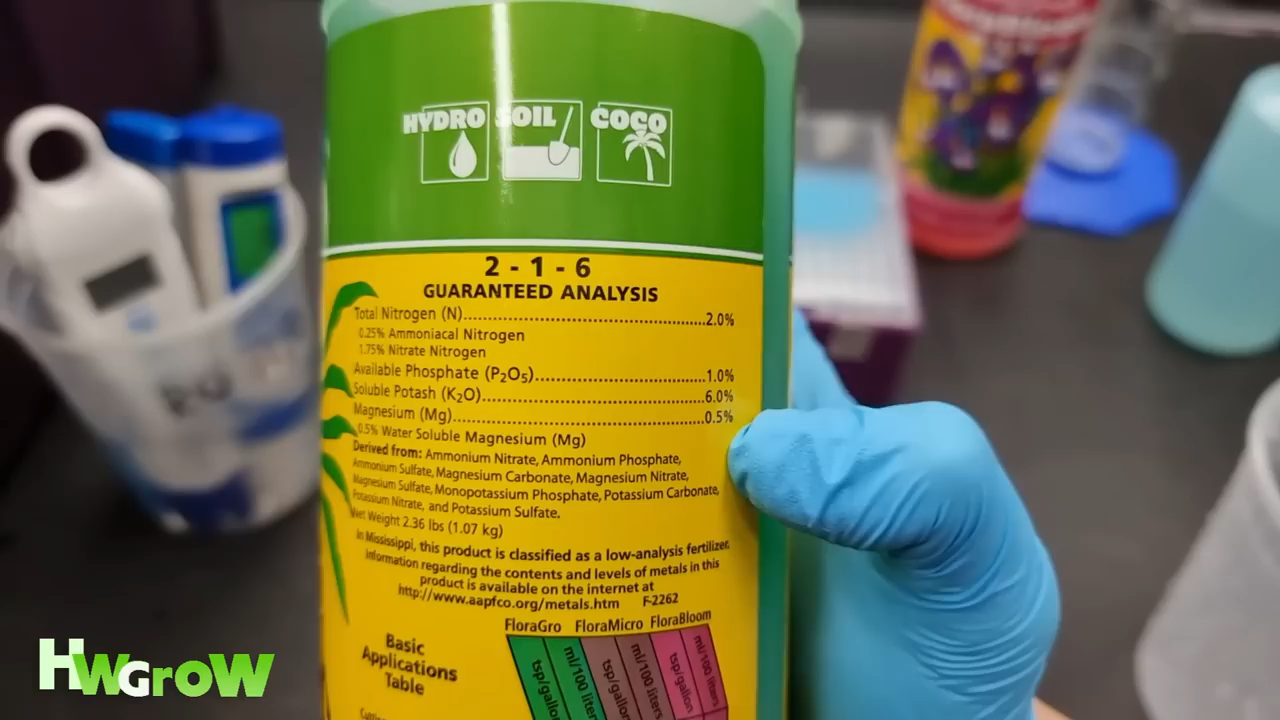 HYDRO SOIL COCO
2 - 1 - 6
GUARANTEED ANALYSIS
Total Nitrogen (N)..........2.0%
0.25% Ammoniacal Nitrogen
1.75% Nitrate Nitrogen
Available Phosphate (P₂O₅)..........1.0%
Soluble Potash (K₂O)..........6.0%
Magnesium (Mg)..........0.5%
0.5% Water Soluble Magnesium (Mg)
Derived from: Ammonium Nitrate, Ammonium Phosphate,
Ammonium Sulfate, Magnesium Carbonate, Magnesium Nitrate,
Magnesium Sulfate, Monopotassium Phosphate, Potassium Carbonate,
Potassium Nitrate, and Potassium Sulfate.
Net Weight 2.36 lbs (1.07 kg)
In Mississippi, this product is classified as a low-analysis fertilizer.
Information regarding the contents and levels of metals in this
product is available on the internet at
http://www.aapfco.org/metals.htm F-2262
FloraGro FloraMicro FloraBloom
Basic
Applications
Table
tsp/gallon
ml/100 liters
tsp/gallon
ml/100 liters
tsp/gallon
ml/100 liters
HWGroW